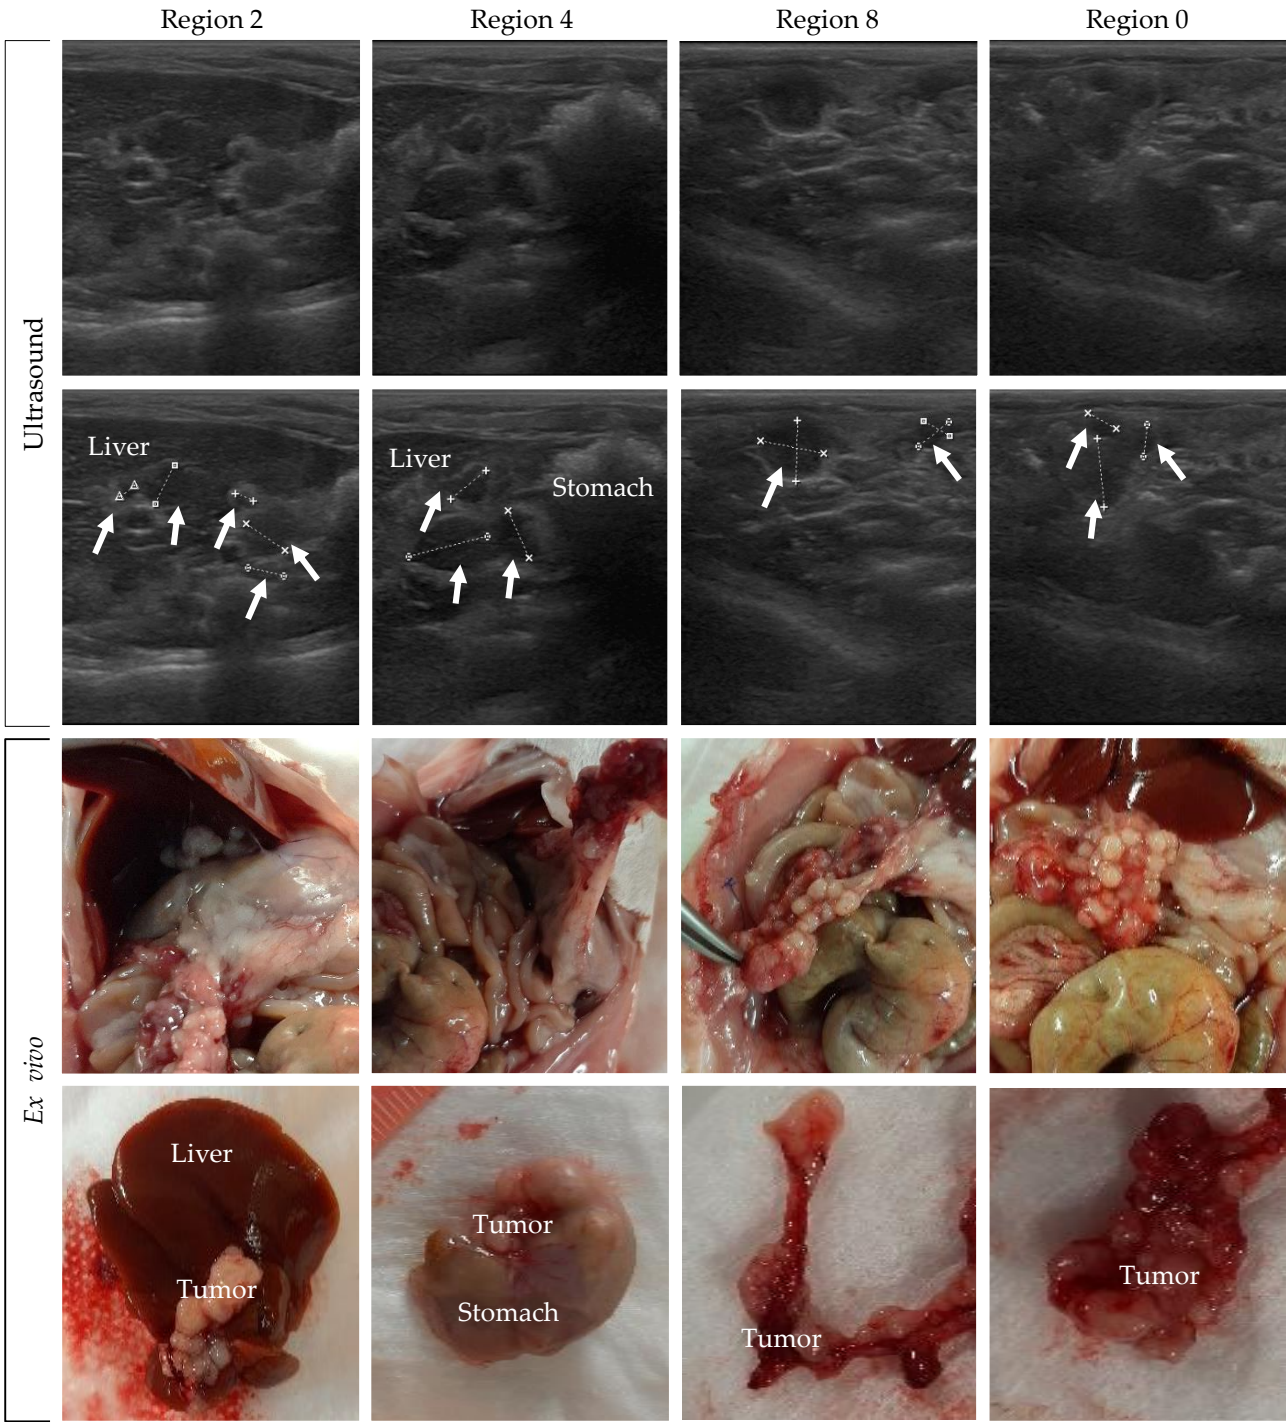 Region 2
Region 4
Region 8
Region 0
Ultrasound
Liver
Liver
Stomach
Ex vivo
Liver
Tumor
Tumor
Stomach
Tumor
Tumor